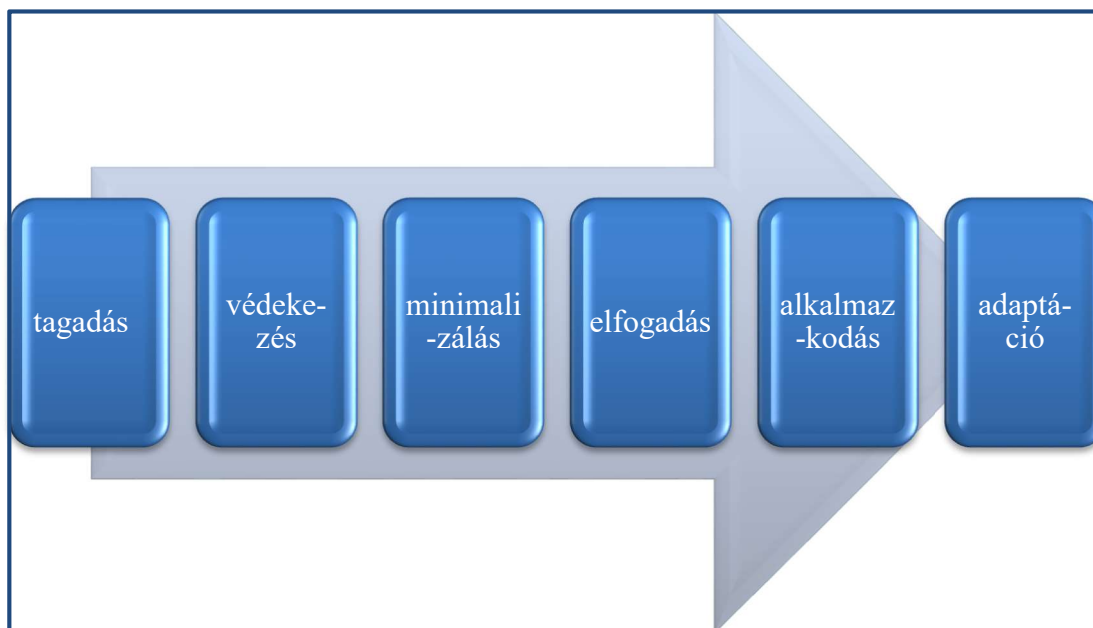 tagadás
védeke-
zés
minimali
-zálás
elfogadás
alkalmaz
-kodás
adaptá-
ció